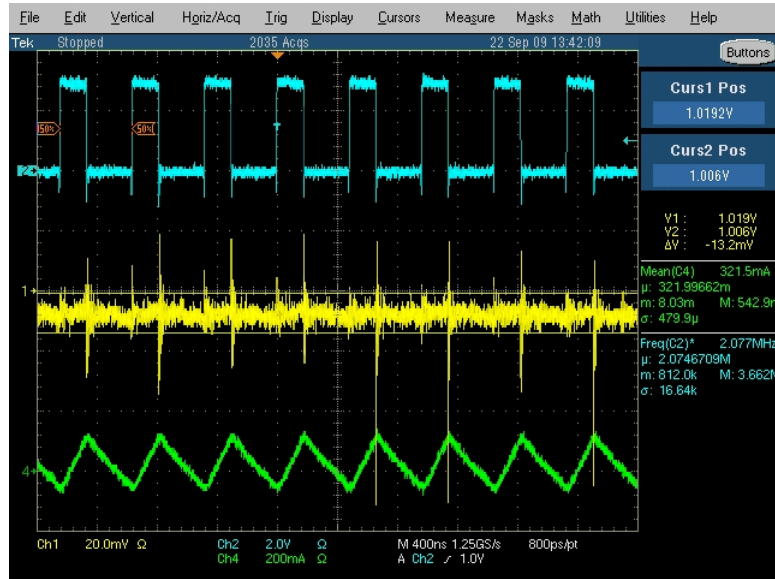 File Edit Vertical Horiz/Acq Trig Display Cursors Measure Masks Math Utilities Help
Tek Stopped 2035 Acqs 22 Sep 09 13:42:09
Buttons
Curs1 Pos
1.0192V
Curs2 Pos
1.006V
50% 50%
2
V1 : 1.019V
V2 : 1.006V
ΔV : -13.2mV
1
Mean(C4) 321.5mA
µ: 321.99662m
m: 8.03m M: 542.9m
σ: 479.9µ
Freq(C2)* 2.077MHz
µ: 2.0746709M
m: 812.0k M: 3.662M
σ: 16.64k
4
Ch1 20.0mV Ω Ch2 2.0V Ω M 400ns 1.25GS/s 800ps/pt
Ch4 200mA Ω A Ch2 ⁄ 1.0V